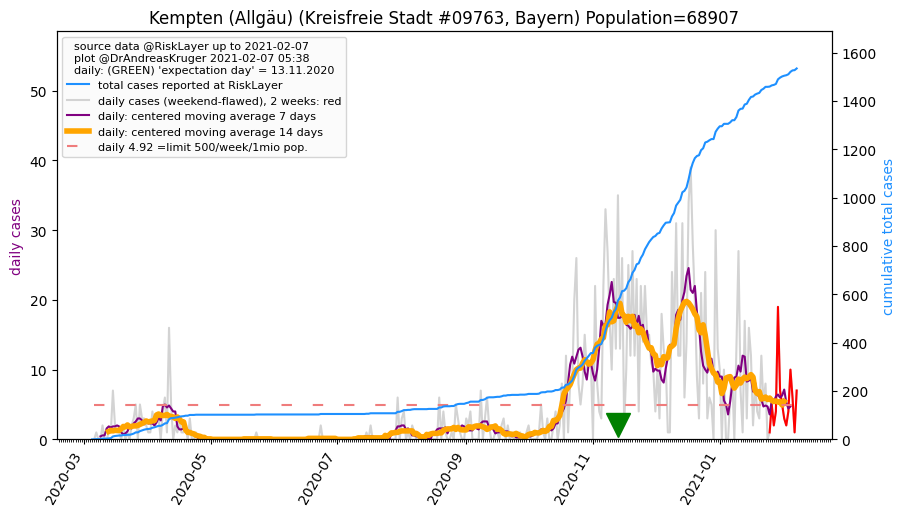 Kempten (Allgäu) (Kreisfreie Stadt #09763, Bayern) Population=68907
source data @RiskLayer up to 2021-02-07
plot @DrAndreasKruger 2021-02-07 05:38
daily: (GREEN) 'expectation day' = 13.11.2020
total cases reported at RiskLayer
daily cases (weekend-flawed), 2 weeks: red
daily: centered moving average 7 days
daily: centered moving average 14 days
daily 4.92 =limit 500/week/1mio pop.
daily cases
50
40
30
20
10
0
cumulative total cases
1600
1400
1200
1000
800
600
400
200
0
2020-03
2020-05
2020-07
2020-09
2020-11
2021-01